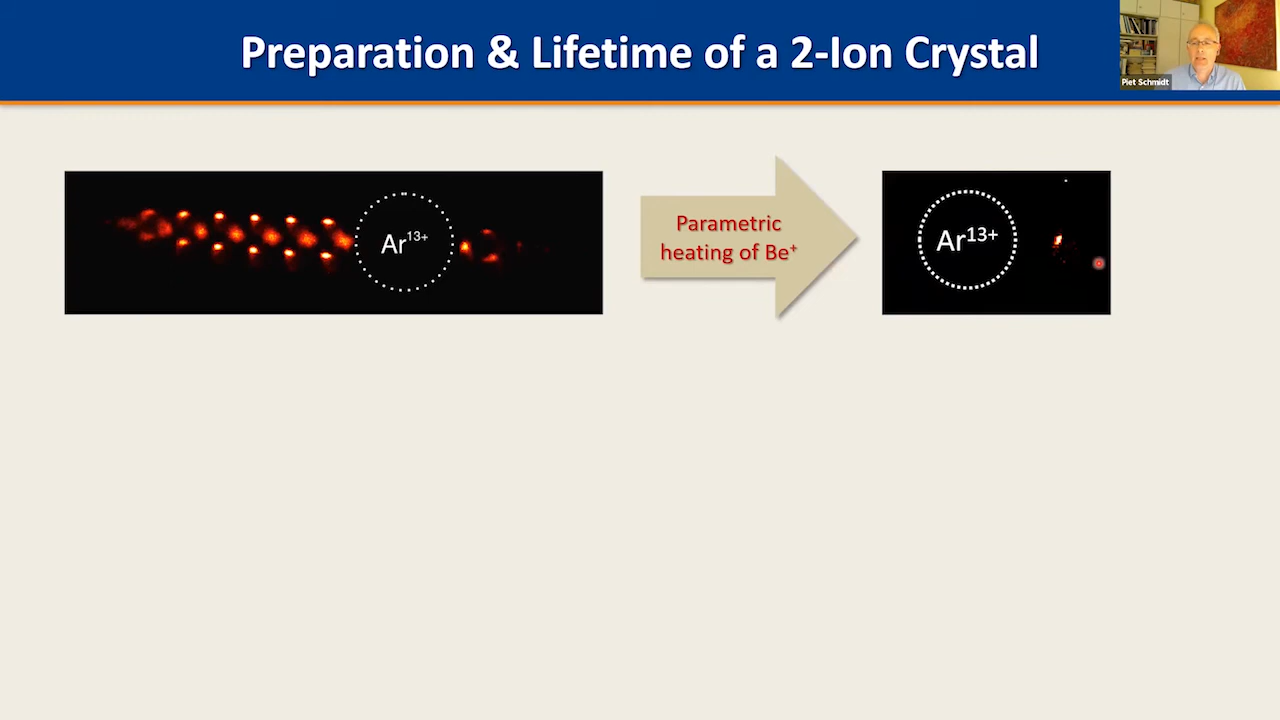 Preparation & Lifetime of a 2-Ion Crystal
Piet Schmidt
Ar¹³⁺
Parametric
heating of Be⁺
Ar¹³⁺